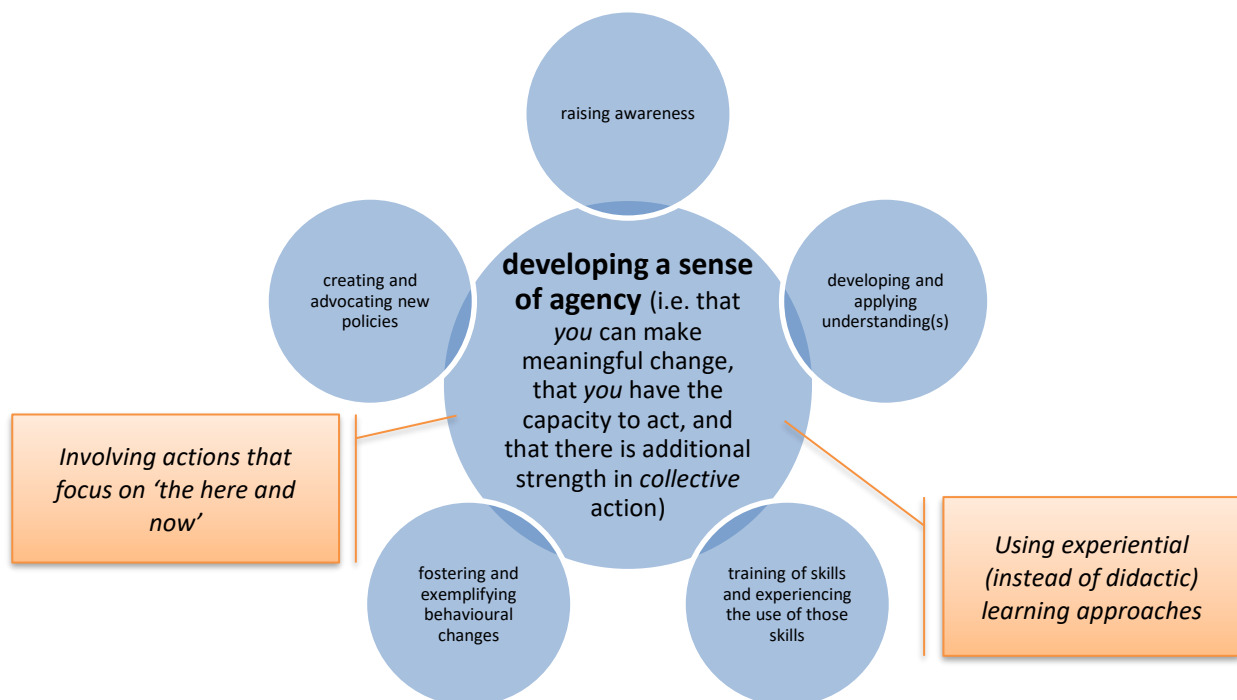 raising awareness
creating and
advocating new
policies
developing a sense
of agency (i.e. that
you can make
meaningful change,
that you have the
capacity to act, and
that there is additional
strength in collective
action)
developing and
applying
understanding(s)
Involving actions that
focus on ‘the here and
now’
fostering and
exemplifying
behavioural
changes
training of skills
and experiencing
the use of those
skills
Using experiential
(instead of didactic)
learning approaches